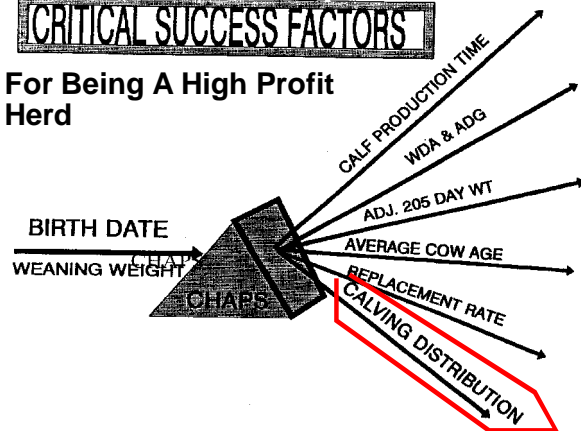 CRITICAL SUCCESS FACTORS
For Being A High Profit
Herd
CALF PRODUCTION TIME
WDA & ADG
ADJ. 205 DAY WT
BIRTH DATE
AVERAGE COW AGE
CHAP
WEANING WEIGHT
REPLACEMENT RATE
CHAPS
CALVING DISTRIBUTION